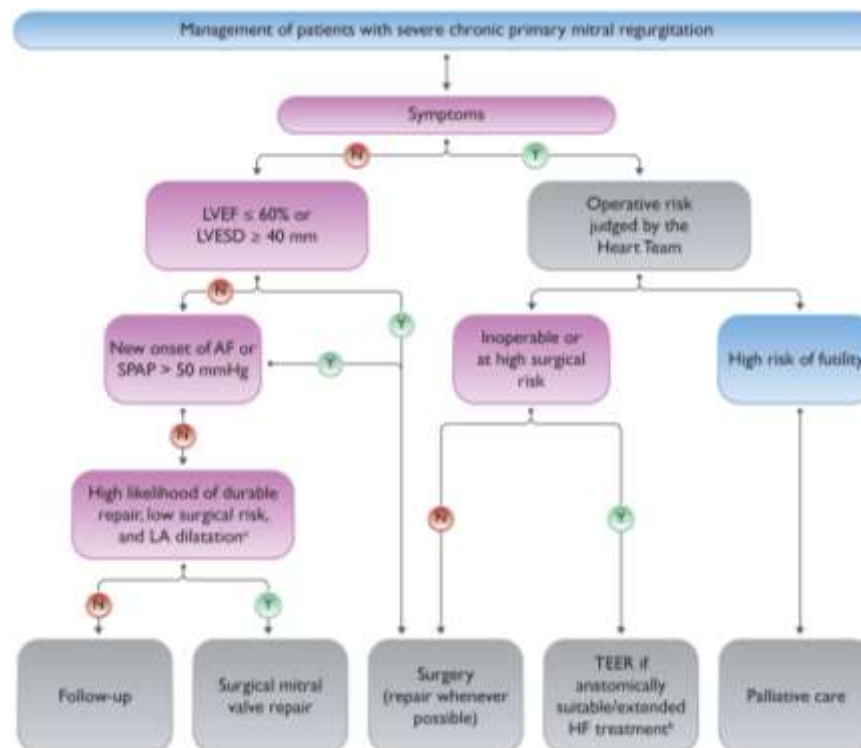 Management of patients with severe chronic primary mitral regurgitation
Symptoms
N
Y
LVEF ≤ 60% or
LVESD ≥ 40 mm
Operative risk
judged by the
Heart Team
N
Y
New onset of AF or
SPAP > 50 mmHg
Y
Inoperable or
at high surgical
risk
High risk of futility
N
High likelihood of durable
repair, low surgical risk,
and LA dilatationᵃ
N
Y
N
Y
Follow-up
Surgical mitral
valve repair
Surgery
(repair whenever
possible)
TEER if
anatomically
suitable/extended
HF treatmentᵇ
Palliative care